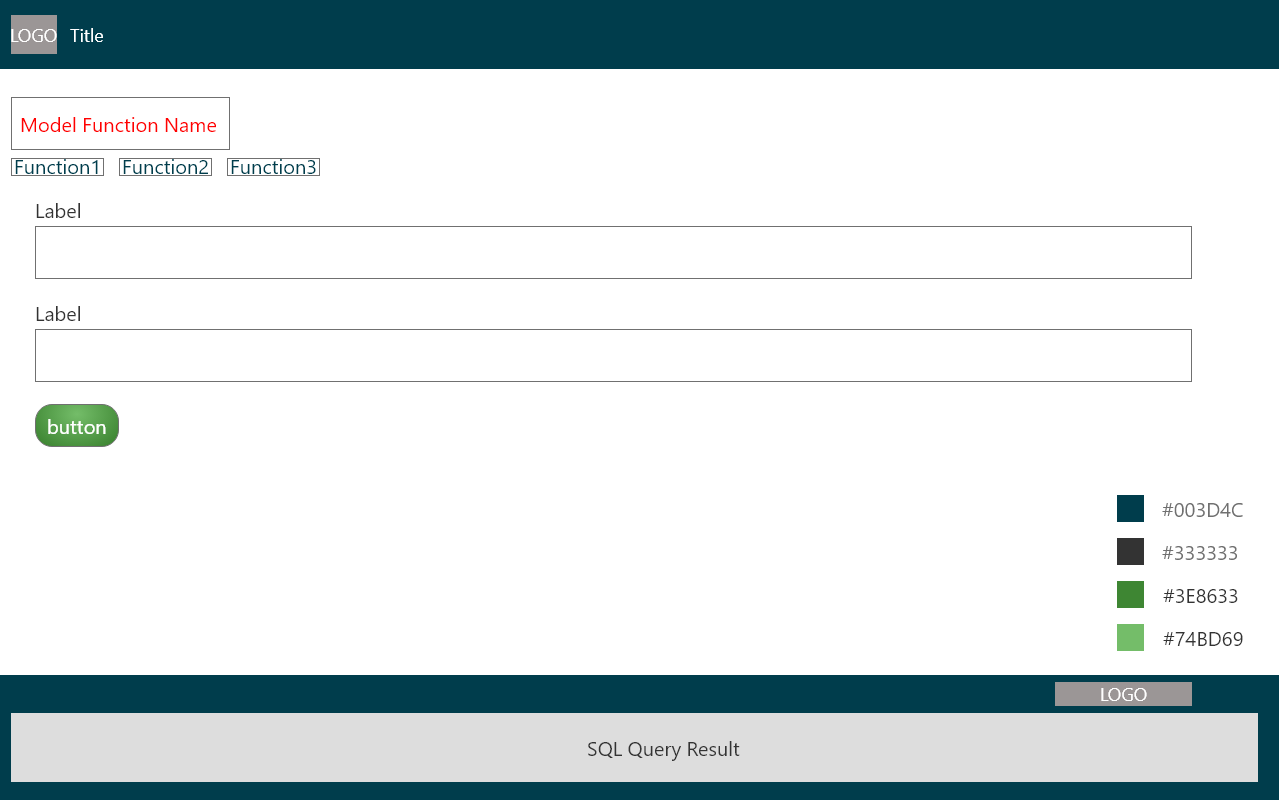 LOGO Title
Model Function Name
Function1 Function2 Function3
Label
Label
button
#003D4C
#333333
#3E8633
#74BD69
LOGO
SQL Query Result